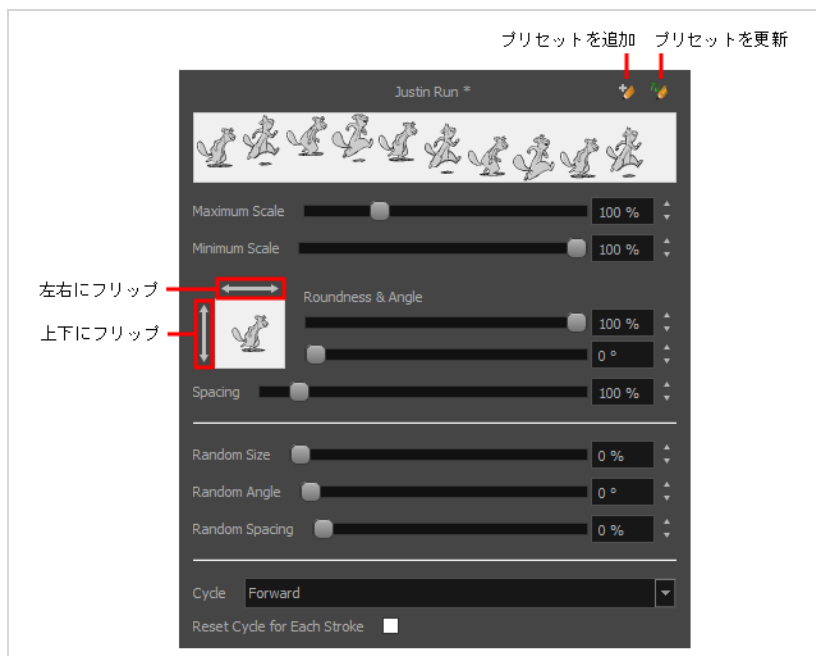 プリセットを追加 プリセットを更新
Justin Run *
Maximum Scale 100 %
Minimum Scale 100 %
左右にフリップ
Roundness & Angle
100 %
上下にフリップ
0 °
Spacing 100 %
Random Size 0 %
Random Angle 0 °
Random Spacing 0 %
Cycle Forward
Reset Cycle for Each Stroke